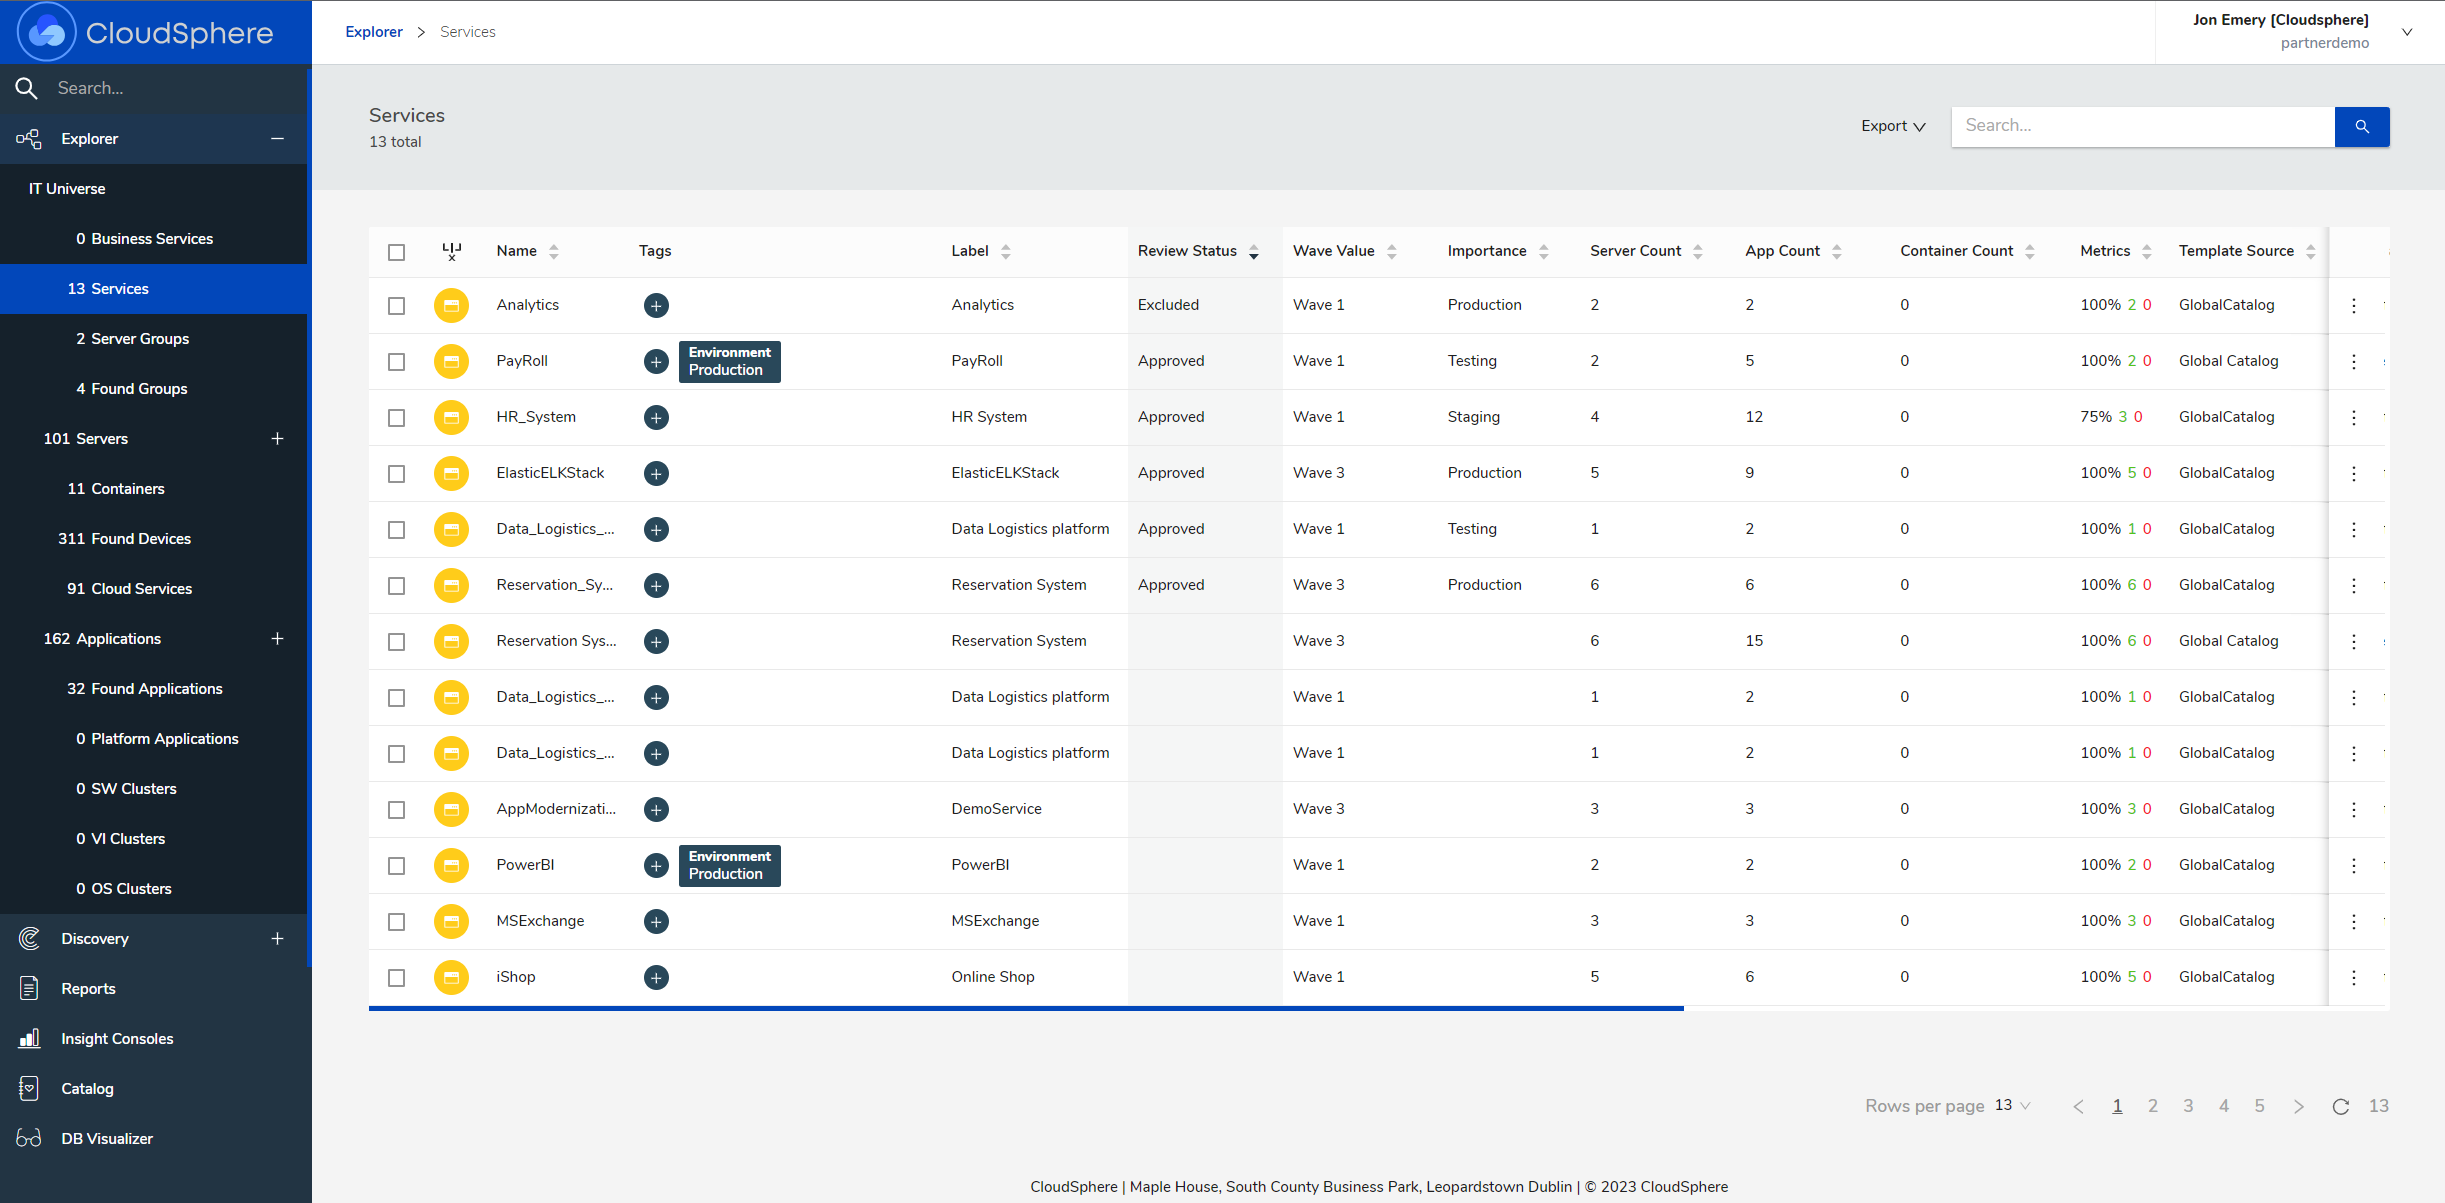 CloudSphere
Explorer > Services
Jon Emery [Cloudsphere]
partnerdemo
Search...
Explorer
IT Universe
0 Business Services
13 Services
2 Server Groups
4 Found Groups
101 Servers
11 Containers
311 Found Devices
91 Cloud Services
162 Applications
32 Found Applications
0 Platform Applications
0 SW Clusters
0 VI Clusters
0 OS Clusters
Discovery
Reports
Insight Consoles
Catalog
DB Visualizer
Services
13 total
Export
Search...
Name Tags Label Review Status Wave Value Importance Server Count App Count Container Count Metrics Template Source
Analytics Analytics Excluded Wave 1 Production 2 2 0 100% 2 0 GlobalCatalog
PayRoll Environment Production PayRoll Approved Wave 1 Testing 2 5 0 100% 2 0 Global Catalog
HR_System HR System Approved Wave 1 Staging 4 12 0 75% 3 0 GlobalCatalog
ElasticELKStack ElasticELKStack Approved Wave 3 Production 5 9 0 100% 5 0 GlobalCatalog
Data_Logistics_... Data Logistics platform Approved Wave 1 Testing 1 2 0 100% 1 0 GlobalCatalog
Reservation_Sy... Reservation System Approved Wave 3 Production 6 6 0 100% 6 0 GlobalCatalog
Reservation Sys... Reservation System Wave 3 6 15 0 100% 6 0 Global Catalog
Data_Logistics_... Data Logistics platform Wave 1 1 2 0 100% 1 0 GlobalCatalog
Data_Logistics_... Data Logistics platform Wave 1 1 2 0 100% 1 0 GlobalCatalog
AppModernizati... DemoService Wave 3 3 3 0 100% 3 0 GlobalCatalog
PowerBI Environment Production PowerBI Wave 1 2 2 0 100% 2 0 GlobalCatalog
MSExchange MSExchange Wave 1 3 3 0 100% 3 0 GlobalCatalog
iShop Online Shop Wave 1 5 6 0 100% 5 0 GlobalCatalog
Rows per page 13 < 1 2 3 4 5 > 13
CloudSphere | Maple House, South County Business Park, Leopardstown Dublin | © 2023 CloudSphere